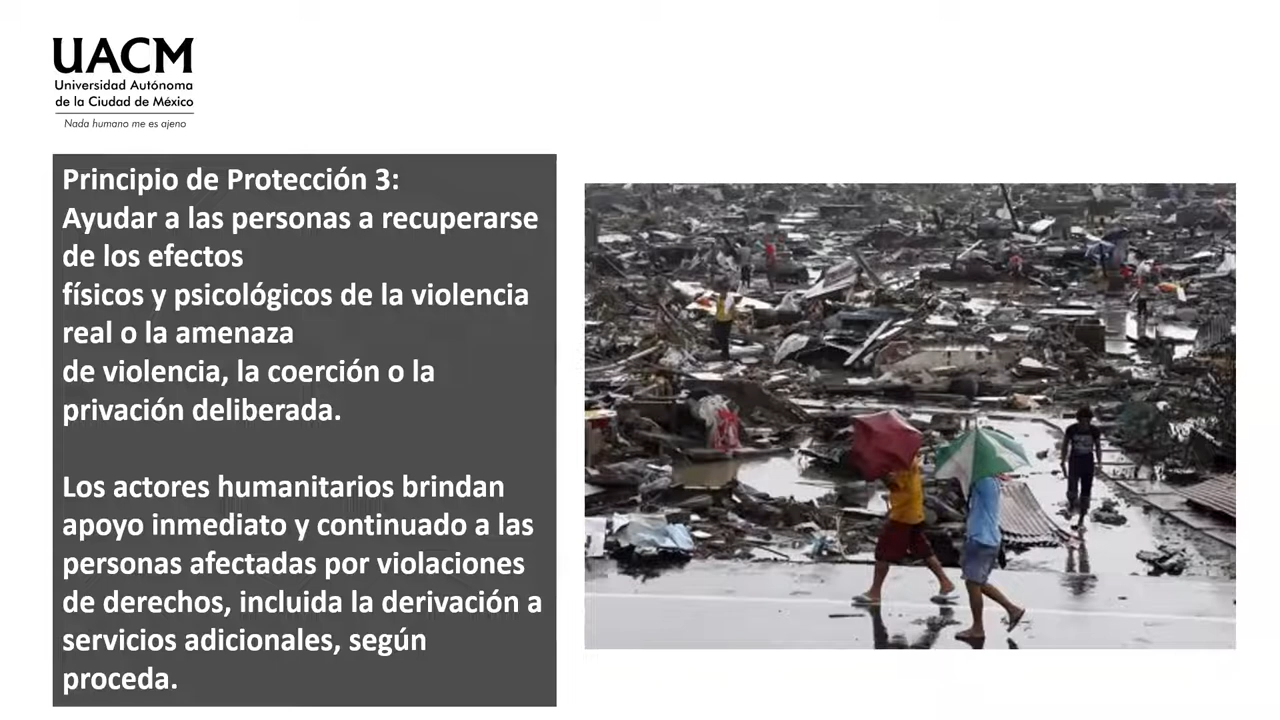 UACM
Universidad Autónoma
de la Ciudad de México
Nada humano me es ajeno
Principio de Protección 3:
Ayudar a las personas a recuperarse
de los efectos
físicos y psicológicos de la violencia
real o la amenaza
de violencia, la coerción o la
privación deliberada.
Los actores humanitarios brindan
apoyo inmediato y continuado a las
personas afectadas por violaciones
de derechos, incluida la derivación a
servicios adicionales, según
proceda.